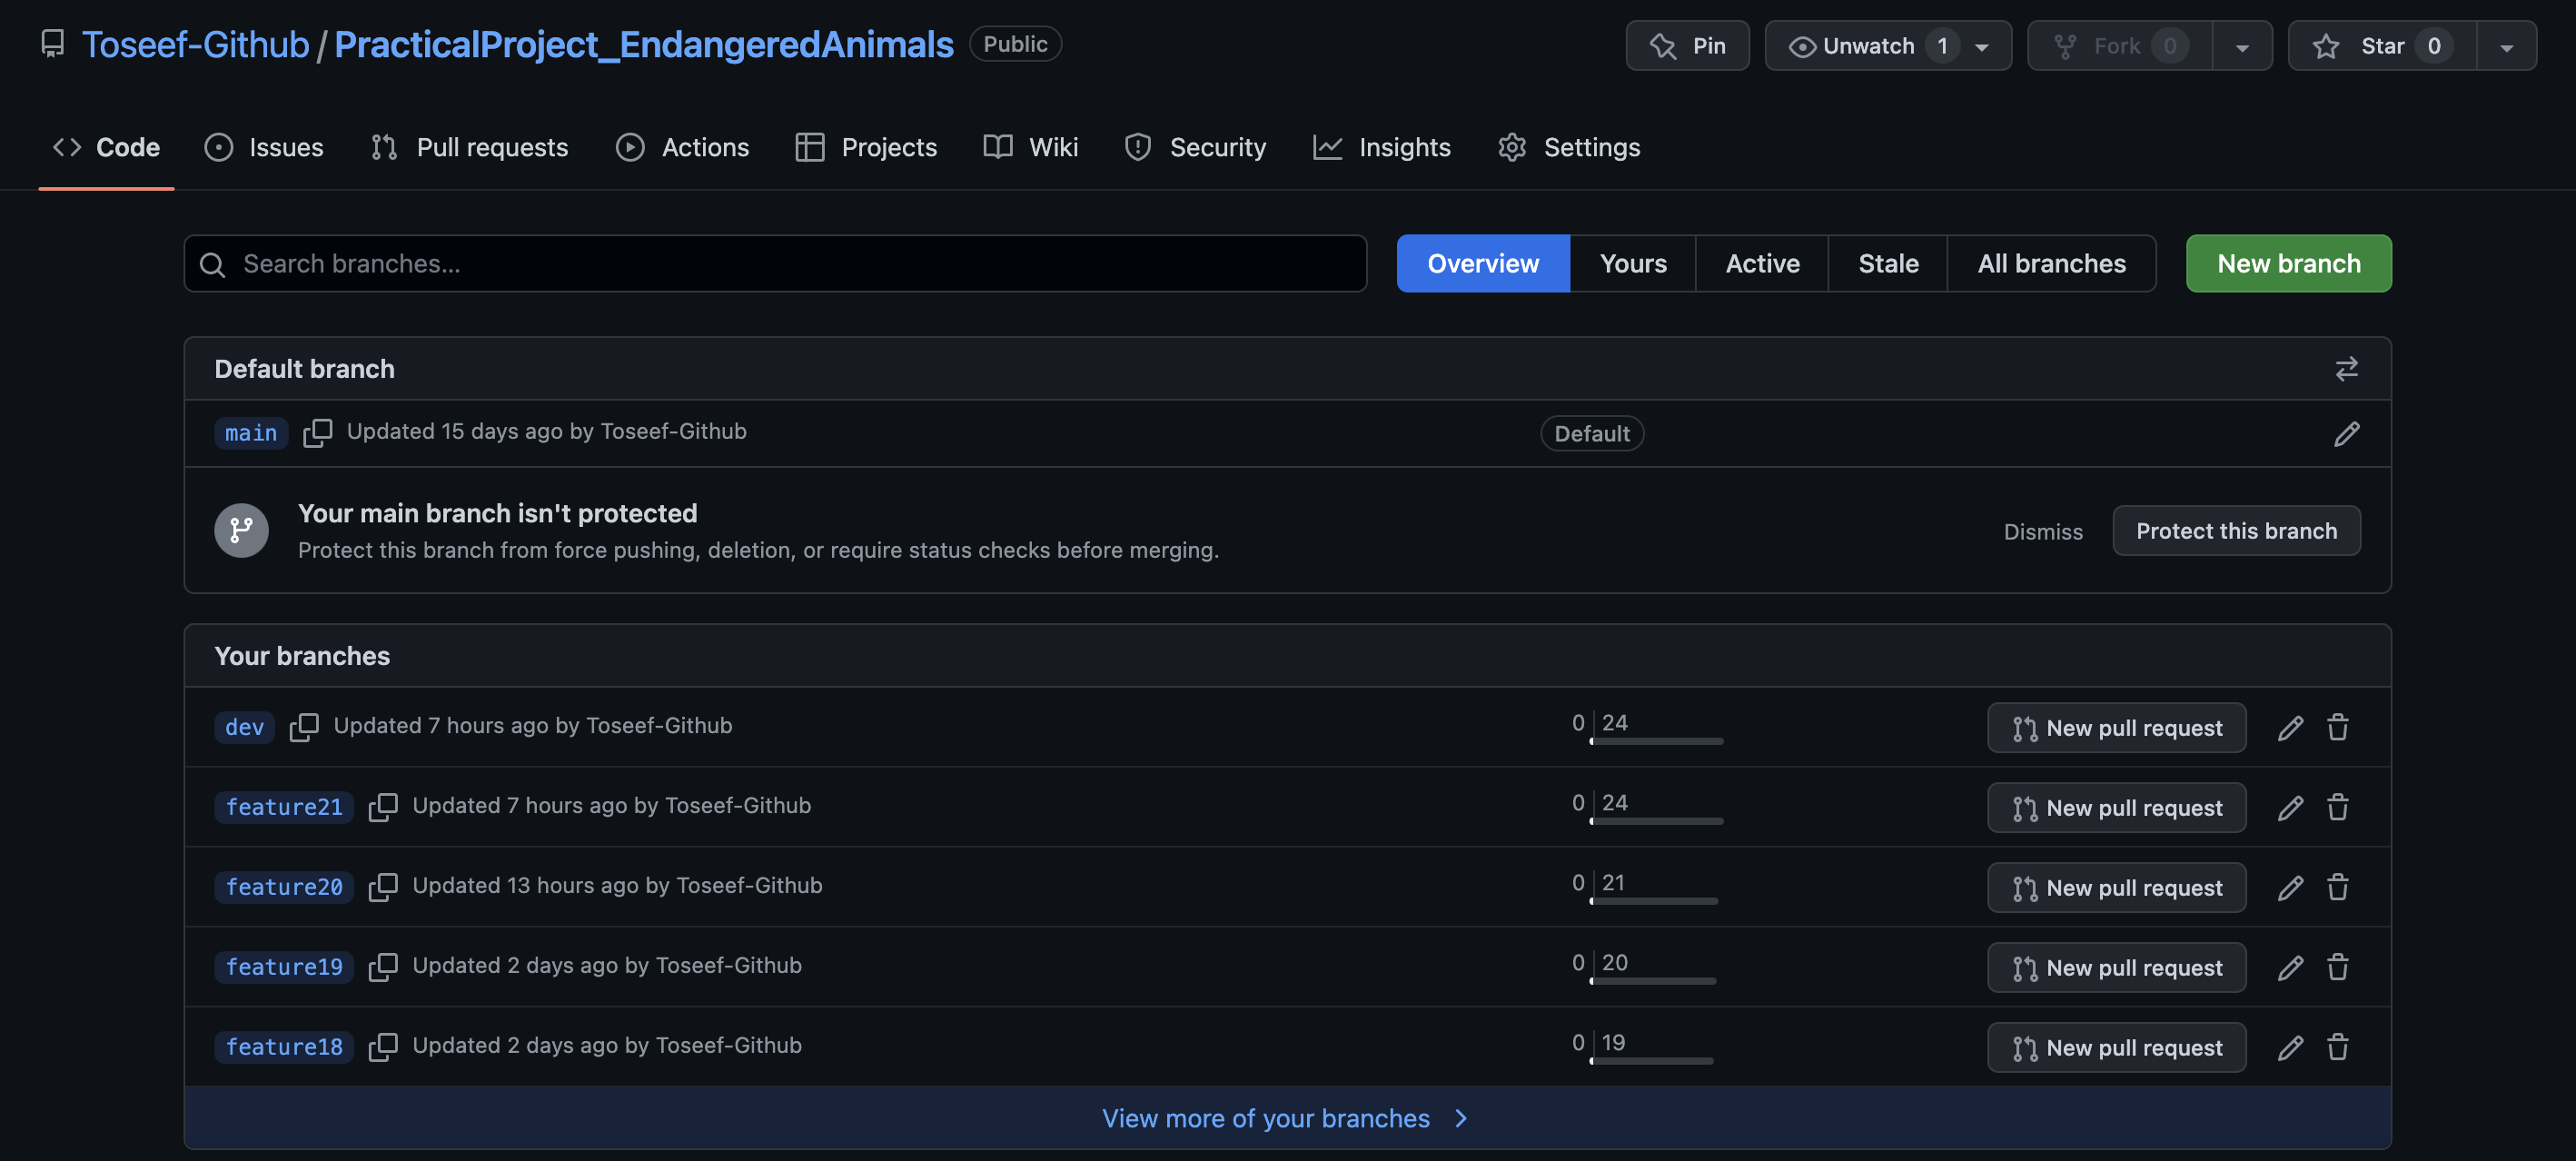 Toseef-Github / PracticalProject_EndangeredAnimals Public Pin Unwatch 1 Fork 0 Star 0
Code Issues Pull requests Actions Projects Wiki Security Insights Settings
Search branches... Overview Yours Active Stale All branches New branch
Default branch
main Updated 15 days ago by Toseef-Github Default
Your main branch isn't protected
Protect this branch from force pushing, deletion, or require status checks before merging.
Dismiss Protect this branch
Your branches
dev Updated 7 hours ago by Toseef-Github 0 24 New pull request
feature21 Updated 7 hours ago by Toseef-Github 0 24 New pull request
feature20 Updated 13 hours ago by Toseef-Github 0 21 New pull request
feature19 Updated 2 days ago by Toseef-Github 0 20 New pull request
feature18 Updated 2 days ago by Toseef-Github 0 19 New pull request
View more of your branches